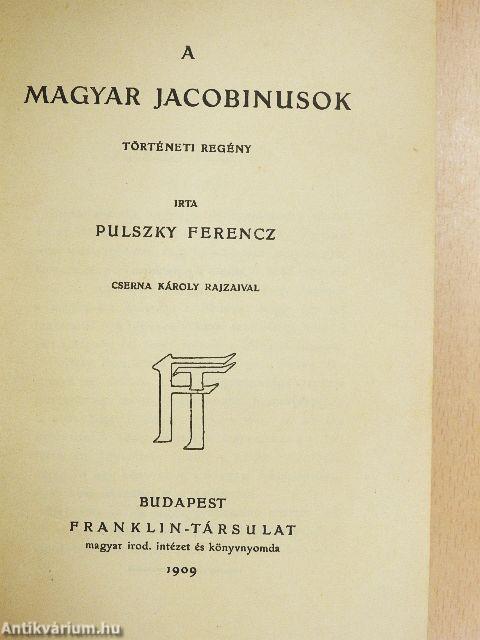 A
MAGYAR JACOBINUSOK
TÖRTÉNETI REGÉNY
IRTA
PULSZKY FERENCZ
CSERNA KÁROLY RAJZAIVAL
FT
BUDAPEST
FRANKLIN-TÁRSULAT
magyar irod. intézet és könyvnyomda
1909
Antikvárium.hu